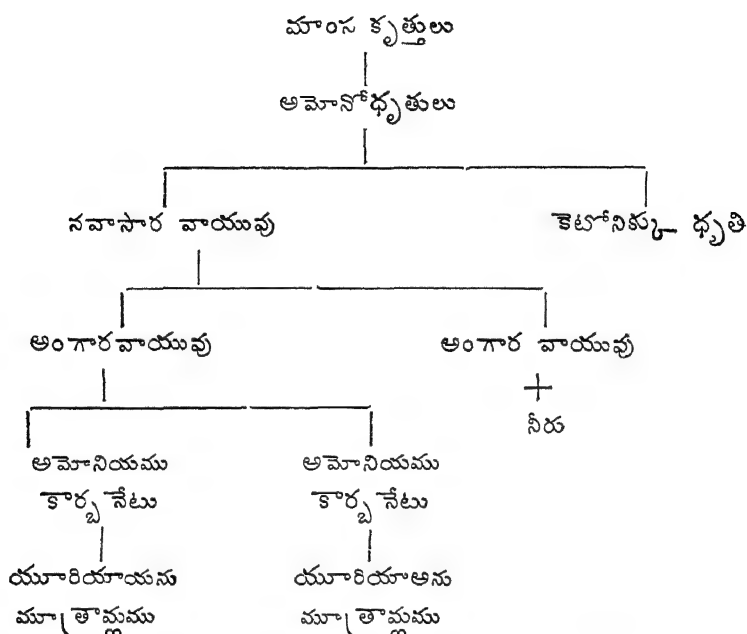 మాంస కృత్తులు
అమోనోధృతులు
నవాసార వాయువు కెటోనిక్కు ధృతి
అంగారవాయువు అంగార వాయువు
+
నీరు
అమోనియము అమోనియము
కార్బనేటు కార్బనేటు
యూరియాయను యూరియాఅను
మూత్రామ్లము మూత్రామ్లము